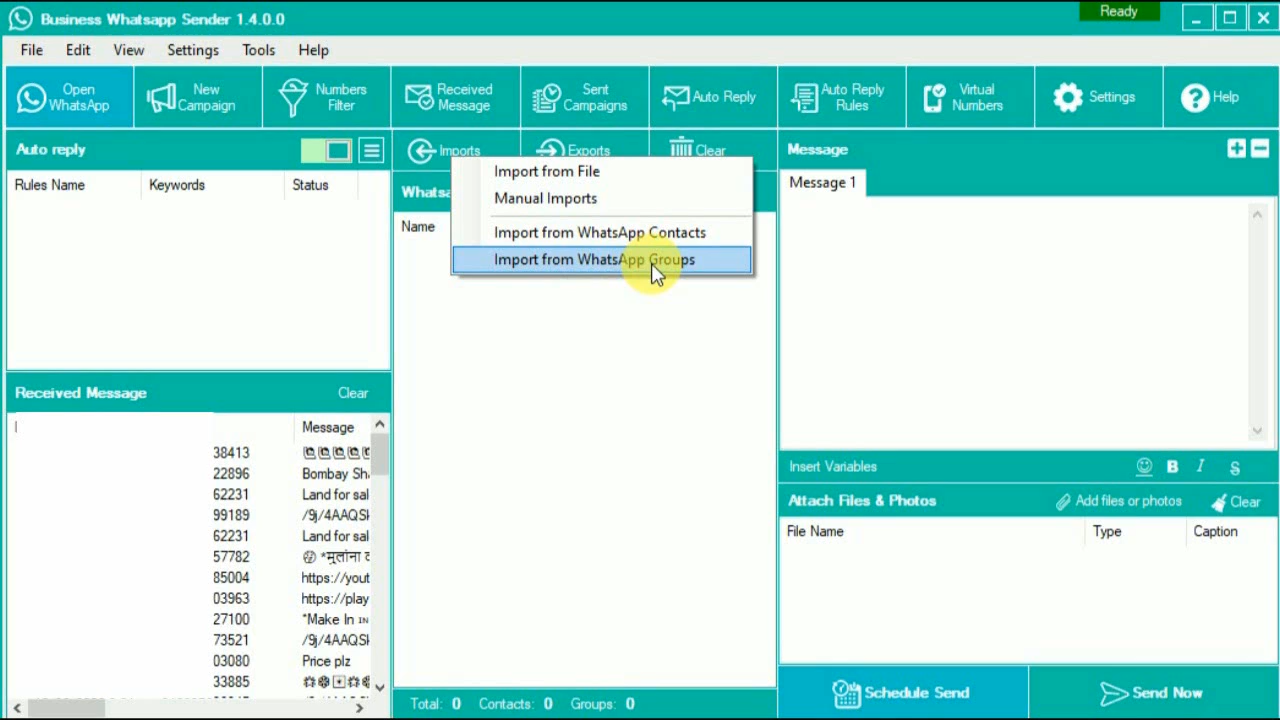 Business Whatsapp Sender 1.4.0.0
Ready
File Edit View Settings Tools Help
Open WhatsApp
New Campaign
Numbers Filter
Received Message
Sent Campaigns
Auto Reply
Auto Reply Rules
Virtual Numbers
Settings
Help
Auto reply
Rules Name Keywords Status
Imports Exports Clear
Import from File
Manual Imports
Import from WhatsApp Contacts
Import from WhatsApp Groups
Name
Message
Message 1
Insert Variables B I S
Attach Files & Photos Add files or photos Clear
File Name Type Caption
Received Message Clear
Message
38413
22896 Bombay Sh
62231 Land for sal
99189 /9j/4AAQSk
62231 Land for sal
57782 *मुलांना
85004 https://yout
03963 https://play
27100 *Make In IN
73521 /9j/4AAQSk
03080 Price plz
33885
Total: 0 Contacts: 0 Groups: 0
Schedule Send
Send Now